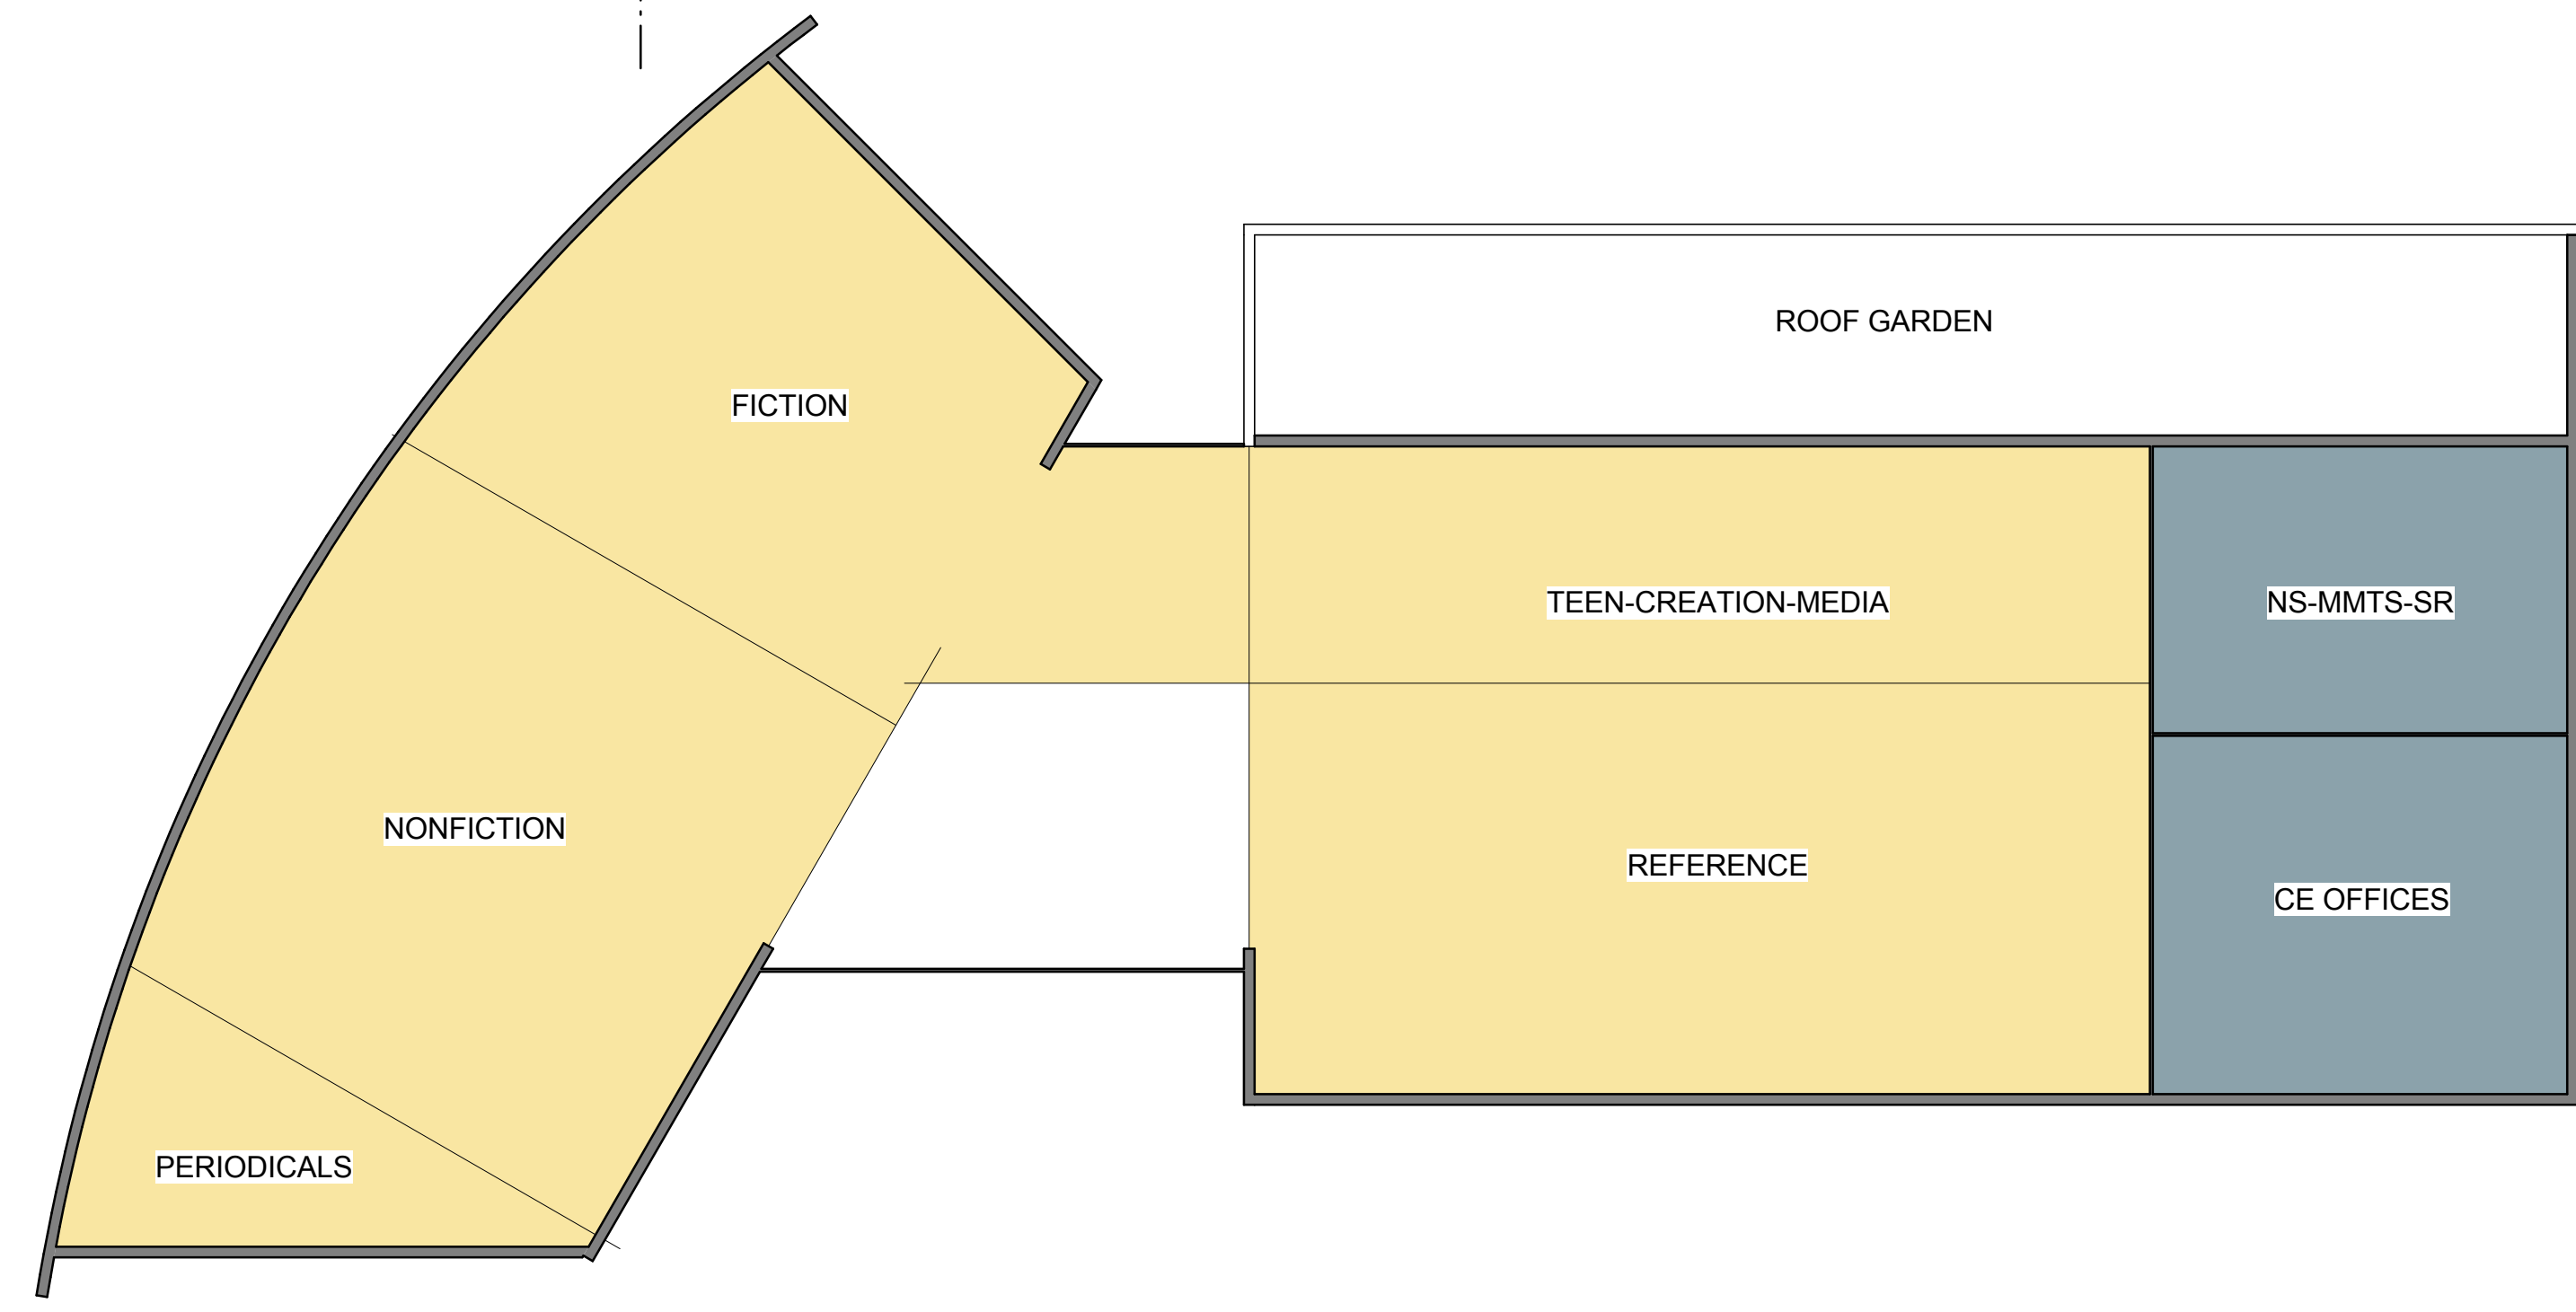 ROOF GARDEN
FICTION
TEEN-CREATION-MEDIA
NS-MMTS-SR
NONFICTION
REFERENCE
CE OFFICES
PERIODICALS